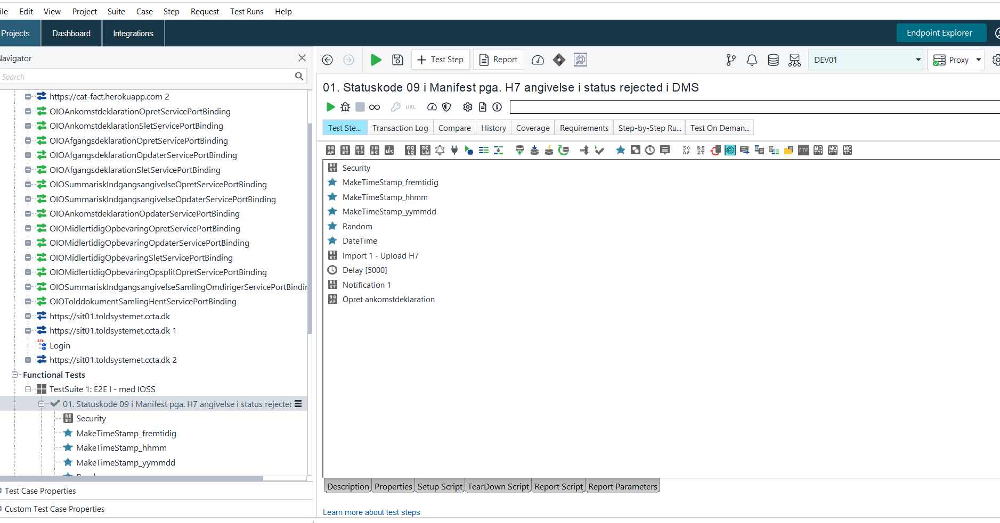 ile Edit View Project Suite Case Step Request Test Runs Help
Projects Dashboard Integrations Endpoint Explorer
Navigator
+ Test Step Report DEV01 Proxy
Search
01. Statuskode 09 i Manifest pga. H7 angivelse i status rejected i DMS
URL
Test Ste... Transaction Log Compare History Coverage Requirements Step-by-Step Ru... Test On Deman...
https://cat-fact.herokuapp.com 2
OIOAnkomstdeklarationOpretServicePortBinding
OIOAnkomstdeklarationSletServicePortBinding
OIOAfgangsdeklarationOpretServicePortBinding
OIOAfgangsdeklarationOpdaterServicePortBinding
OIOAfgangsdeklarationSletServicePortBinding
OIOSummariskIndgangsangivelseOpretServicePortBinding
OIOSummariskIndgangsangivelseOpdaterServicePortBinding
OIOAnkomstdeklarationOpdaterServicePortBinding
OIOMidlertidigOpbevaringOpretServicePortBinding
OIOMidlertidigOpbevaringOpdaterServicePortBinding
OIOMidlertidigOpbevaringSletServicePortBinding
OIOMidlertidigOpbevaringOpsplitOpretServicePortBinding
OIOSummariskIndgangsangivelseSamlingOmdirigerServicePortBindin
OIOTolddokumentSamlingHentServicePortBinding
https://sit01.toldsystemet.ccta.dk
https://sit01.toldsystemet.ccta.dk 1
Login
https://sit01.toldsystemet.ccta.dk 2
Functional Tests
TestSuite 1: E2E I - med IOSS
01. Statuskode 09 i Manifest pga. H7 angivelse i status rejected
Security
MakeTimeStamp_fremtidig
MakeTimeStamp_hhmm
MakeTimeStamp_yymmdd
Test Case Properties
Custom Test Case Properties
Security
MakeTimeStamp_fremtidig
MakeTimeStamp_hhmm
MakeTimeStamp_yymmdd
Random
DateTime
Import 1 - Upload H7
Delay [5000]
Notification 1
Opret ankomstdeklaration
Description Properties Setup Script TearDown Script Report Script Report Parameters
Learn more about test steps